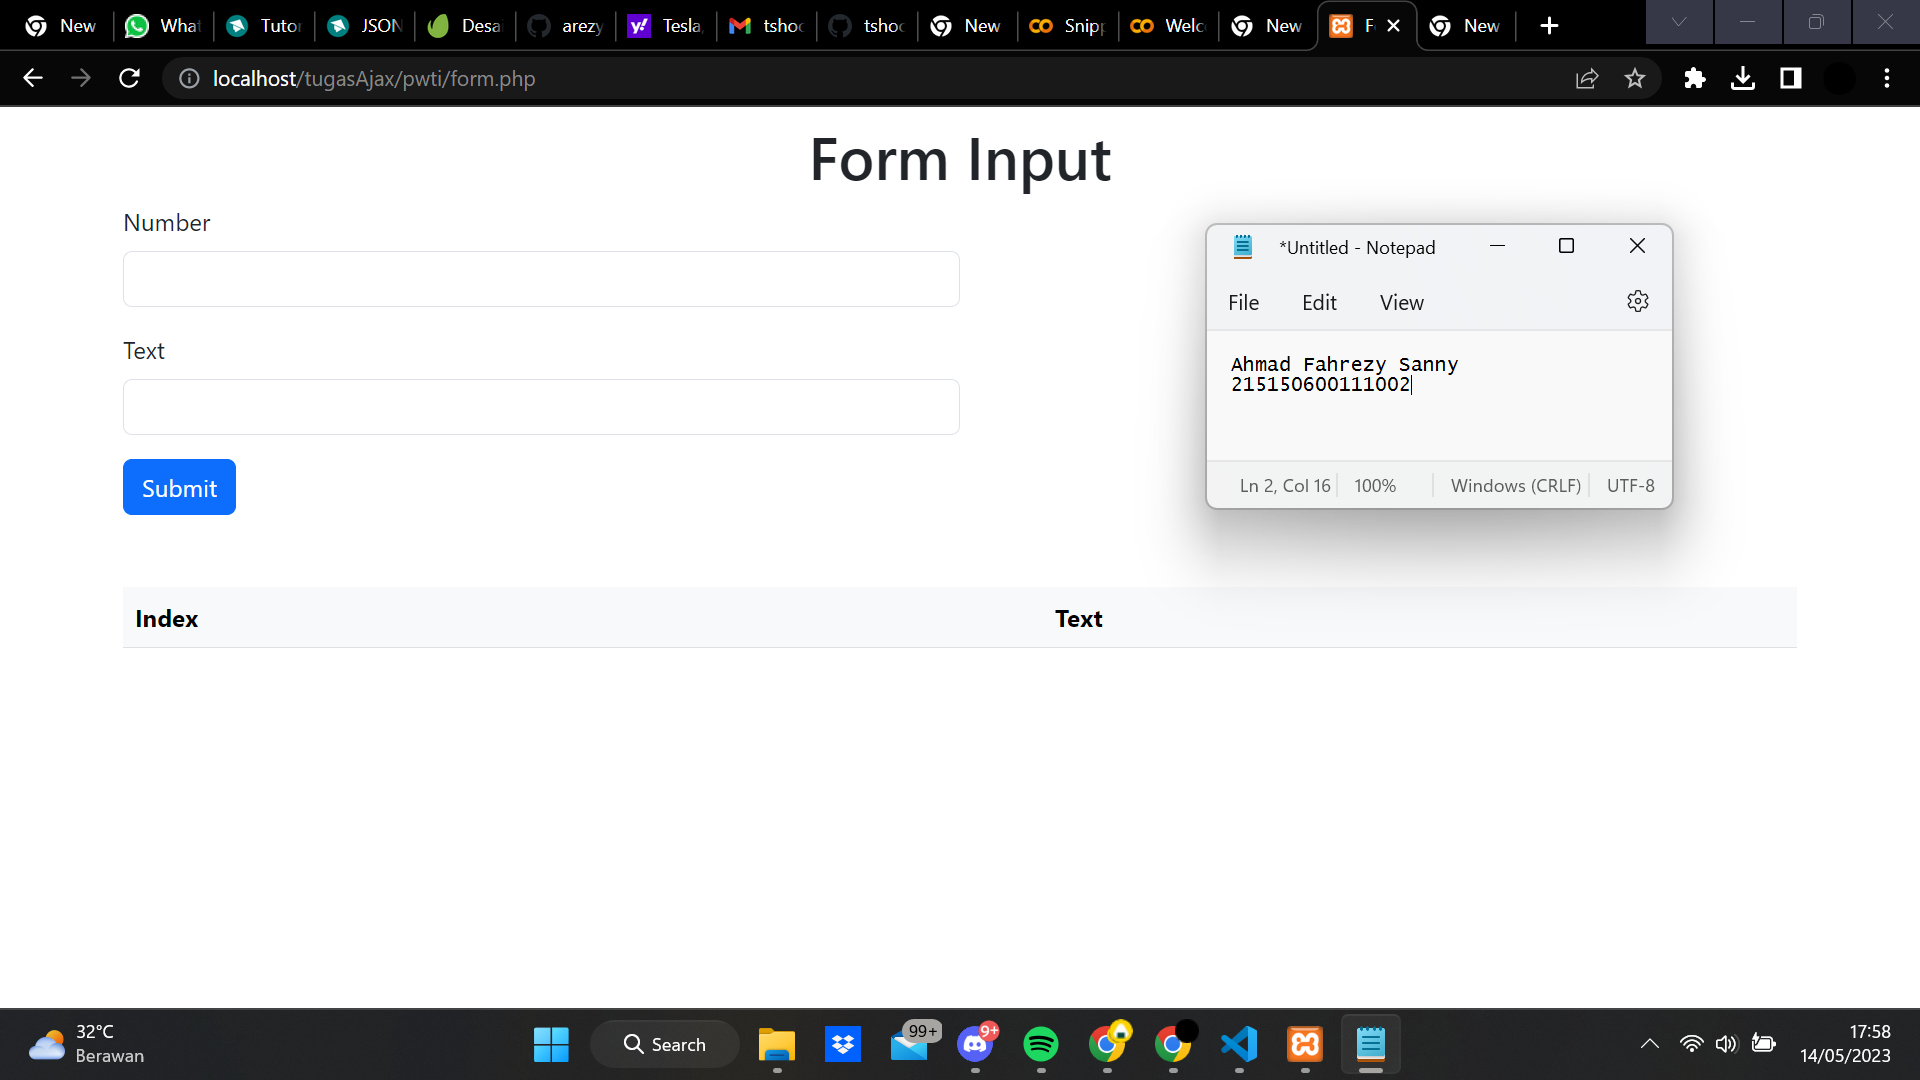 New
What
Tutor
JSON
Desa
arezy
Tesla,
tshoo
tshoo
New
Snipp
Welc
New
F
New
localhost/tugasAjax/pwti/form.php
Form Input
Number
Text
Submit
Index Text
*Untitled - Notepad
File Edit View
Ahmad Fahrezy Sanny
215150600111002
Ln 2, Col 16 100% Windows (CRLF) UTF-8
32°C
Berawan
Search
99+
9+
17:58
14/05/2023